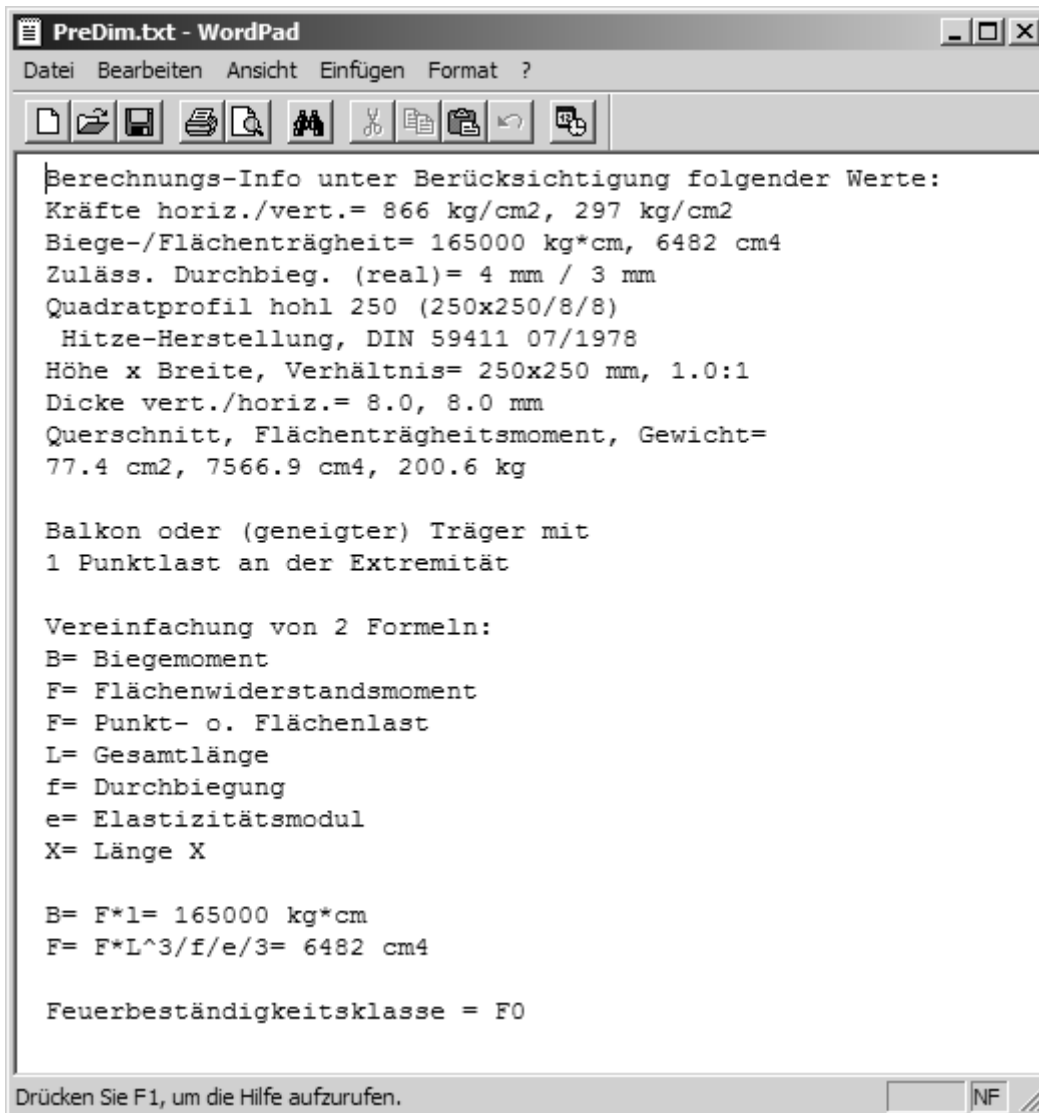 PreDim.txt - WordPad
Datei Bearbeiten Ansicht Einfügen Format ?
Berechnungs-Info unter Berücksichtigung folgender Werte:
Kräfte horiz./vert.= 866 kg/cm2, 297 kg/cm2
Biege-/Flächenträgheit= 165000 kg*cm, 6482 cm4
Zuläss. Durchbieg. (real)= 4 mm / 3 mm
Quadratprofil hohl 250 (250x250/8/8)
Hitze-Herstellung, DIN 59411 07/1978
Höhe x Breite, Verhältnis= 250x250 mm, 1.0:1
Dicke vert./horiz.= 8.0, 8.0 mm
Querschnitt, Flächenträgheitsmoment, Gewicht=
77.4 cm2, 7566.9 cm4, 200.6 kg
Balkon oder (geneigter) Träger mit
1 Punktlast an der Extremität
Vereinfachung von 2 Formeln:
B= Biegemoment
F= Flächenwiderstandsmoment
F= Punkt- o. Flächenlast
L= Gesamtlänge
f= Durchbiegung
e= Elastizitätsmodul
X= Länge X
B= F*l= 165000 kg*cm
F= F*L^3/f/e/3= 6482 cm4
Feuerbeständigkeitsklasse = F0
Drücken Sie F1, um die Hilfe aufzurufen.
NF